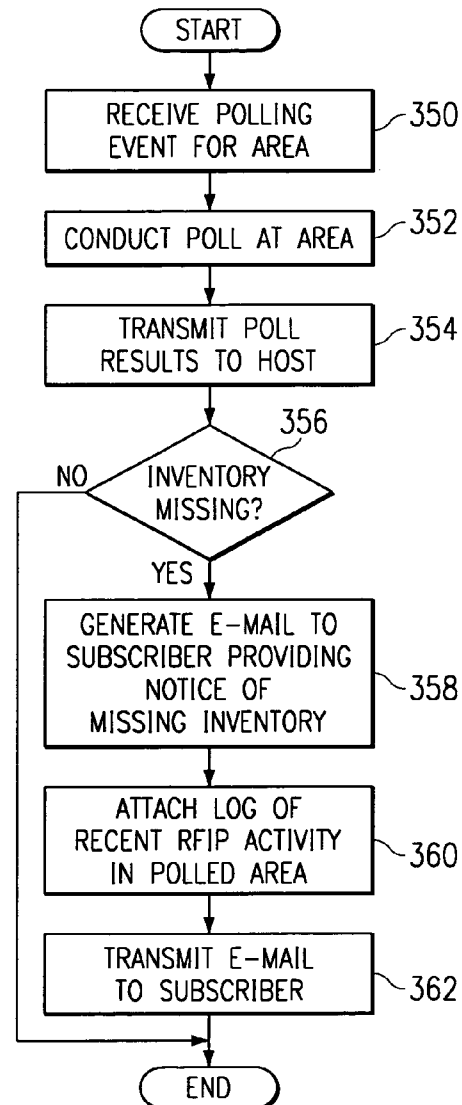 START
RECEIVE POLLING
EVENT FOR AREA
350
CONDUCT POLL AT AREA
352
TRANSMIT POLL
RESULTS TO HOST
354
356
NO
INVENTORY
MISSING?
YES
GENERATE E-MAIL TO
SUBSCRIBER PROVIDING
NOTICE OF
MISSING INVENTORY
358
ATTACH LOG OF
RECENT RFIP ACTIVITY
IN POLLED AREA
360
TRANSMIT E-MAIL
TO SUBSCRIBER
362
END